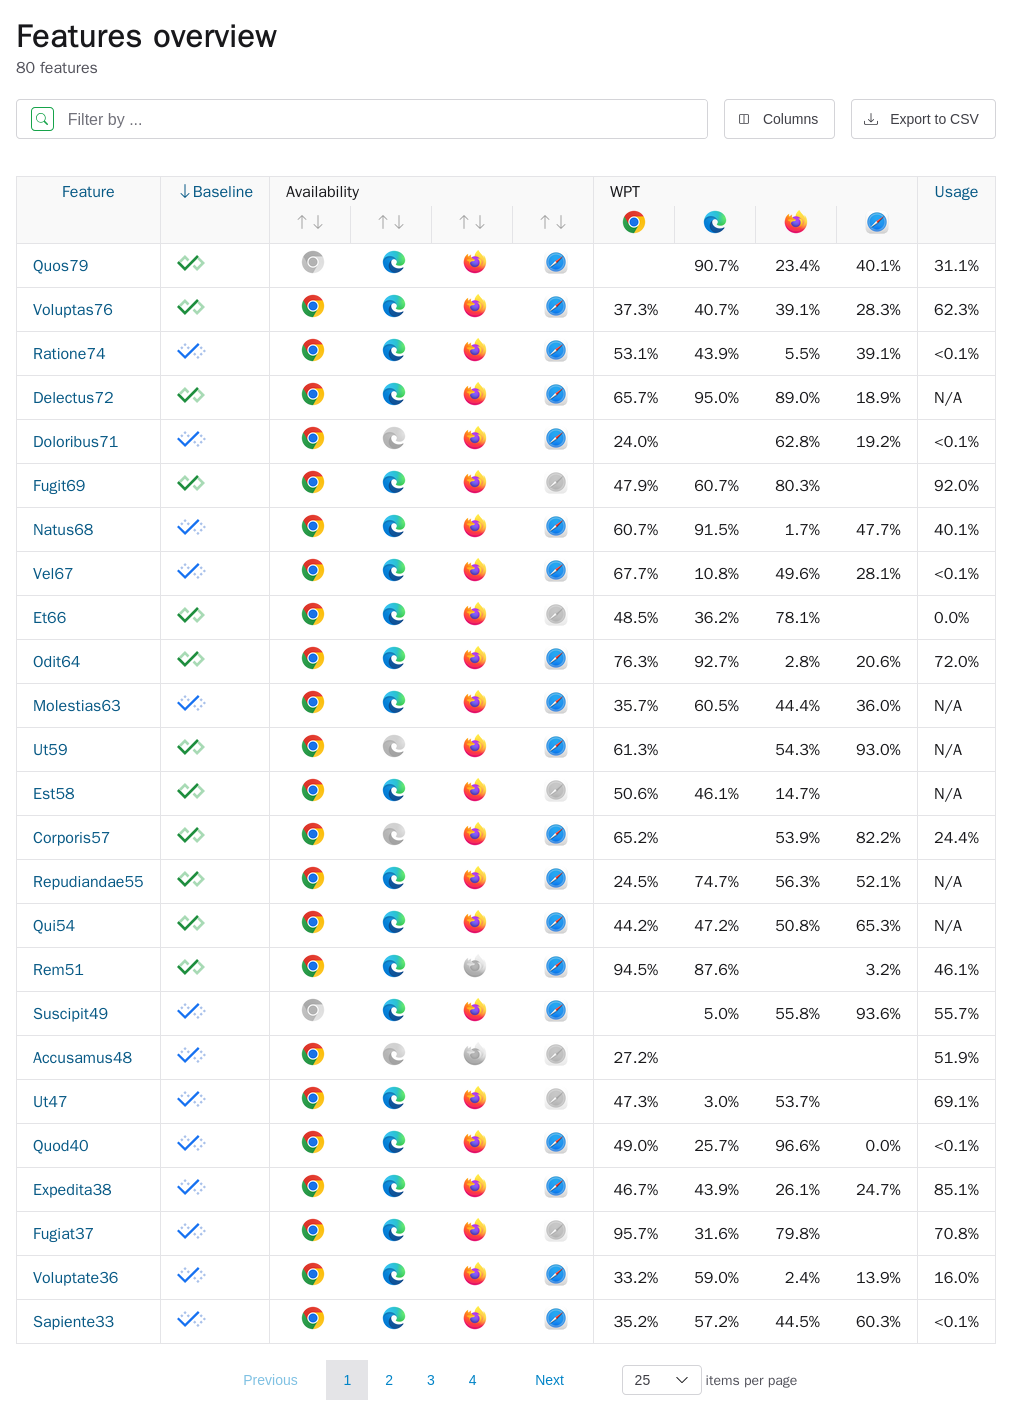 Features overview
80 features
Filter by ...
Columns
Export to CSV
Feature Baseline Availability WPT Usage
Quos79 90.7% 23.4% 40.1% 31.1%
Voluptas76 37.3% 40.7% 39.1% 28.3% 62.3%
Ratione74 53.1% 43.9% 5.5% 39.1% <0.1%
Delectus72 65.7% 95.0% 89.0% 18.9% N/A
Doloribus71 24.0% 62.8% 19.2% <0.1%
Fugit69 47.9% 60.7% 80.3% 92.0%
Natus68 60.7% 91.5% 1.7% 47.7% 40.1%
Vel67 67.7% 10.8% 49.6% 28.1% <0.1%
Et66 48.5% 36.2% 78.1% 0.0%
Odit64 76.3% 92.7% 2.8% 20.6% 72.0%
Molestias63 35.7% 60.5% 44.4% 36.0% N/A
Ut59 61.3% 54.3% 93.0% N/A
Est58 50.6% 46.1% 14.7% N/A
Corporis57 65.2% 53.9% 82.2% 24.4%
Repudiandae55 24.5% 74.7% 56.3% 52.1% N/A
Qui54 44.2% 47.2% 50.8% 65.3% N/A
Rem51 94.5% 87.6% 3.2% 46.1%
Suscipit49 5.0% 55.8% 93.6% 55.7%
Accusamus48 27.2% 51.9%
Ut47 47.3% 3.0% 53.7% 69.1%
Quod40 49.0% 25.7% 96.6% 0.0% <0.1%
Expedita38 46.7% 43.9% 26.1% 24.7% 85.1%
Fugiat37 95.7% 31.6% 79.8% 70.8%
Voluptate36 33.2% 59.0% 2.4% 13.9% 16.0%
Sapiente33 35.2% 57.2% 44.5% 60.3% <0.1%
Previous 1 2 3 4 Next 25 items per page